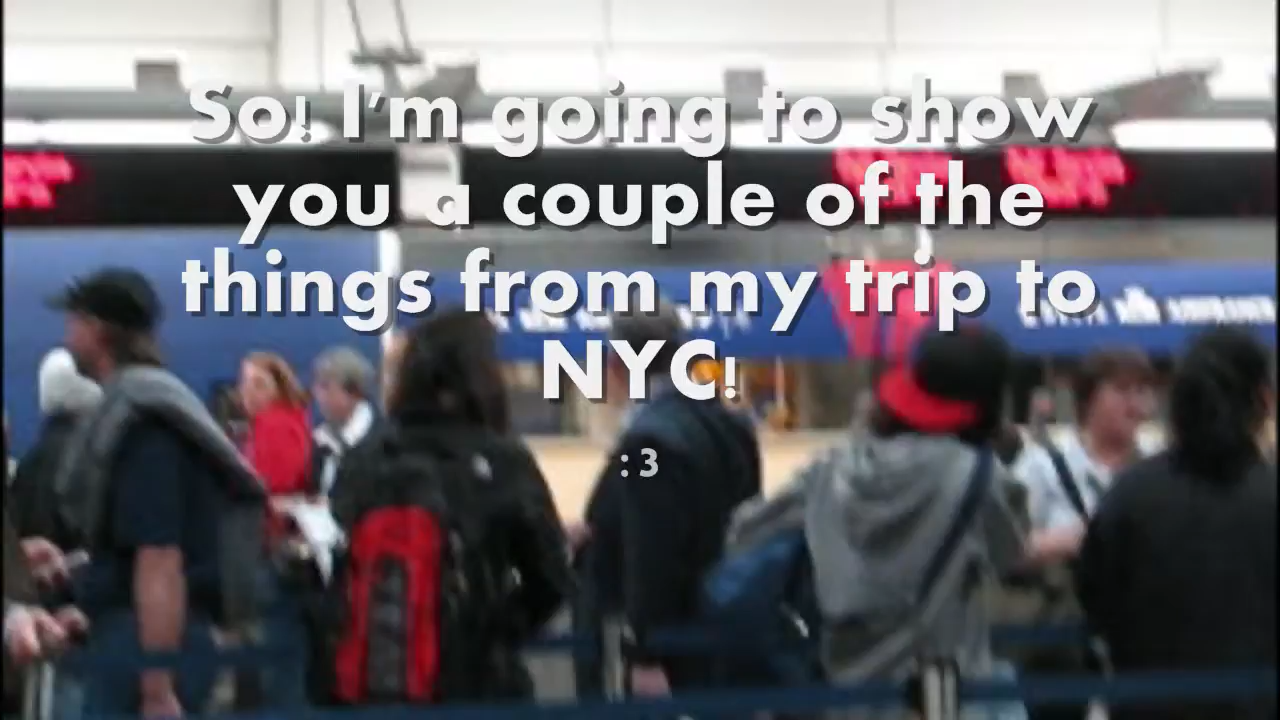 So! I'm going to show
you a couple of the
things from my trip to
NYC!
:3